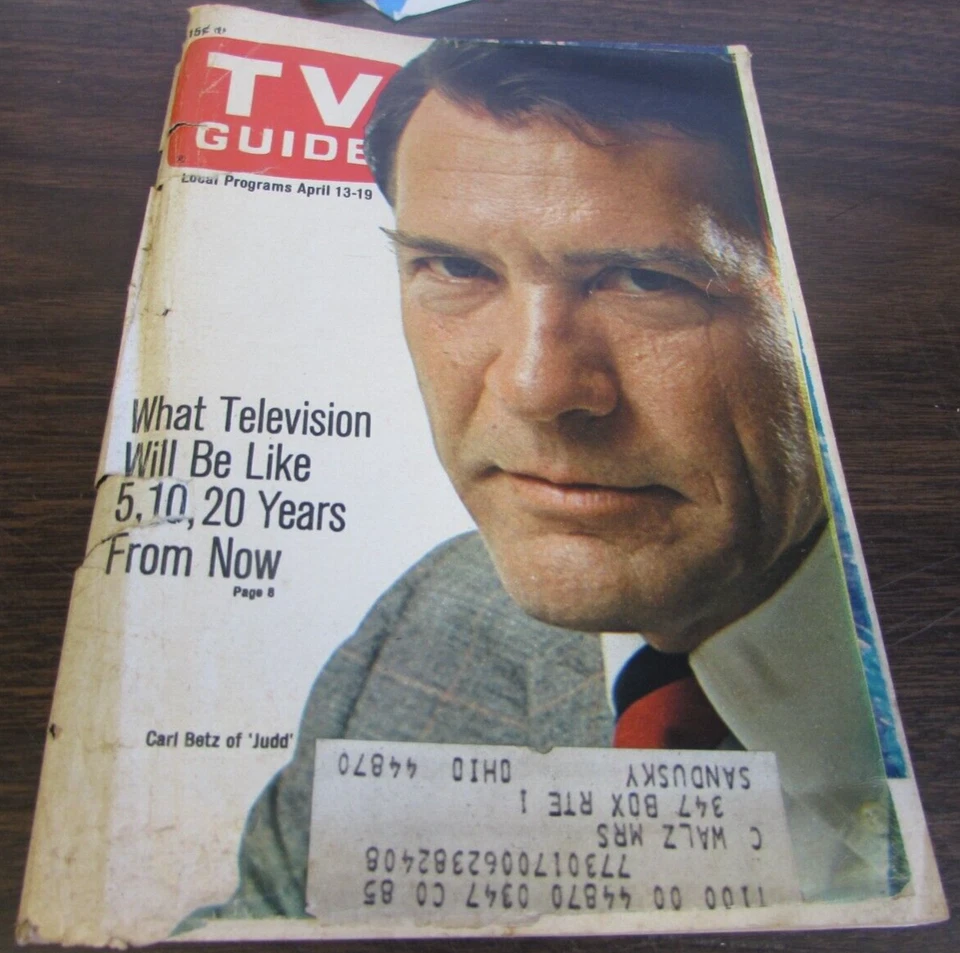 15¢
TV
GUIDE
Local Programs April 13-19
What Television
Will Be Like
5, 10, 20 Years
From Now
Page 8
Carl Betz of 'Judd'
T100 00 44870 0347 CO 85
7730170062382408
C WALZ MRS
347 BOX RTE 1
SANDUSKY OHIO 44870